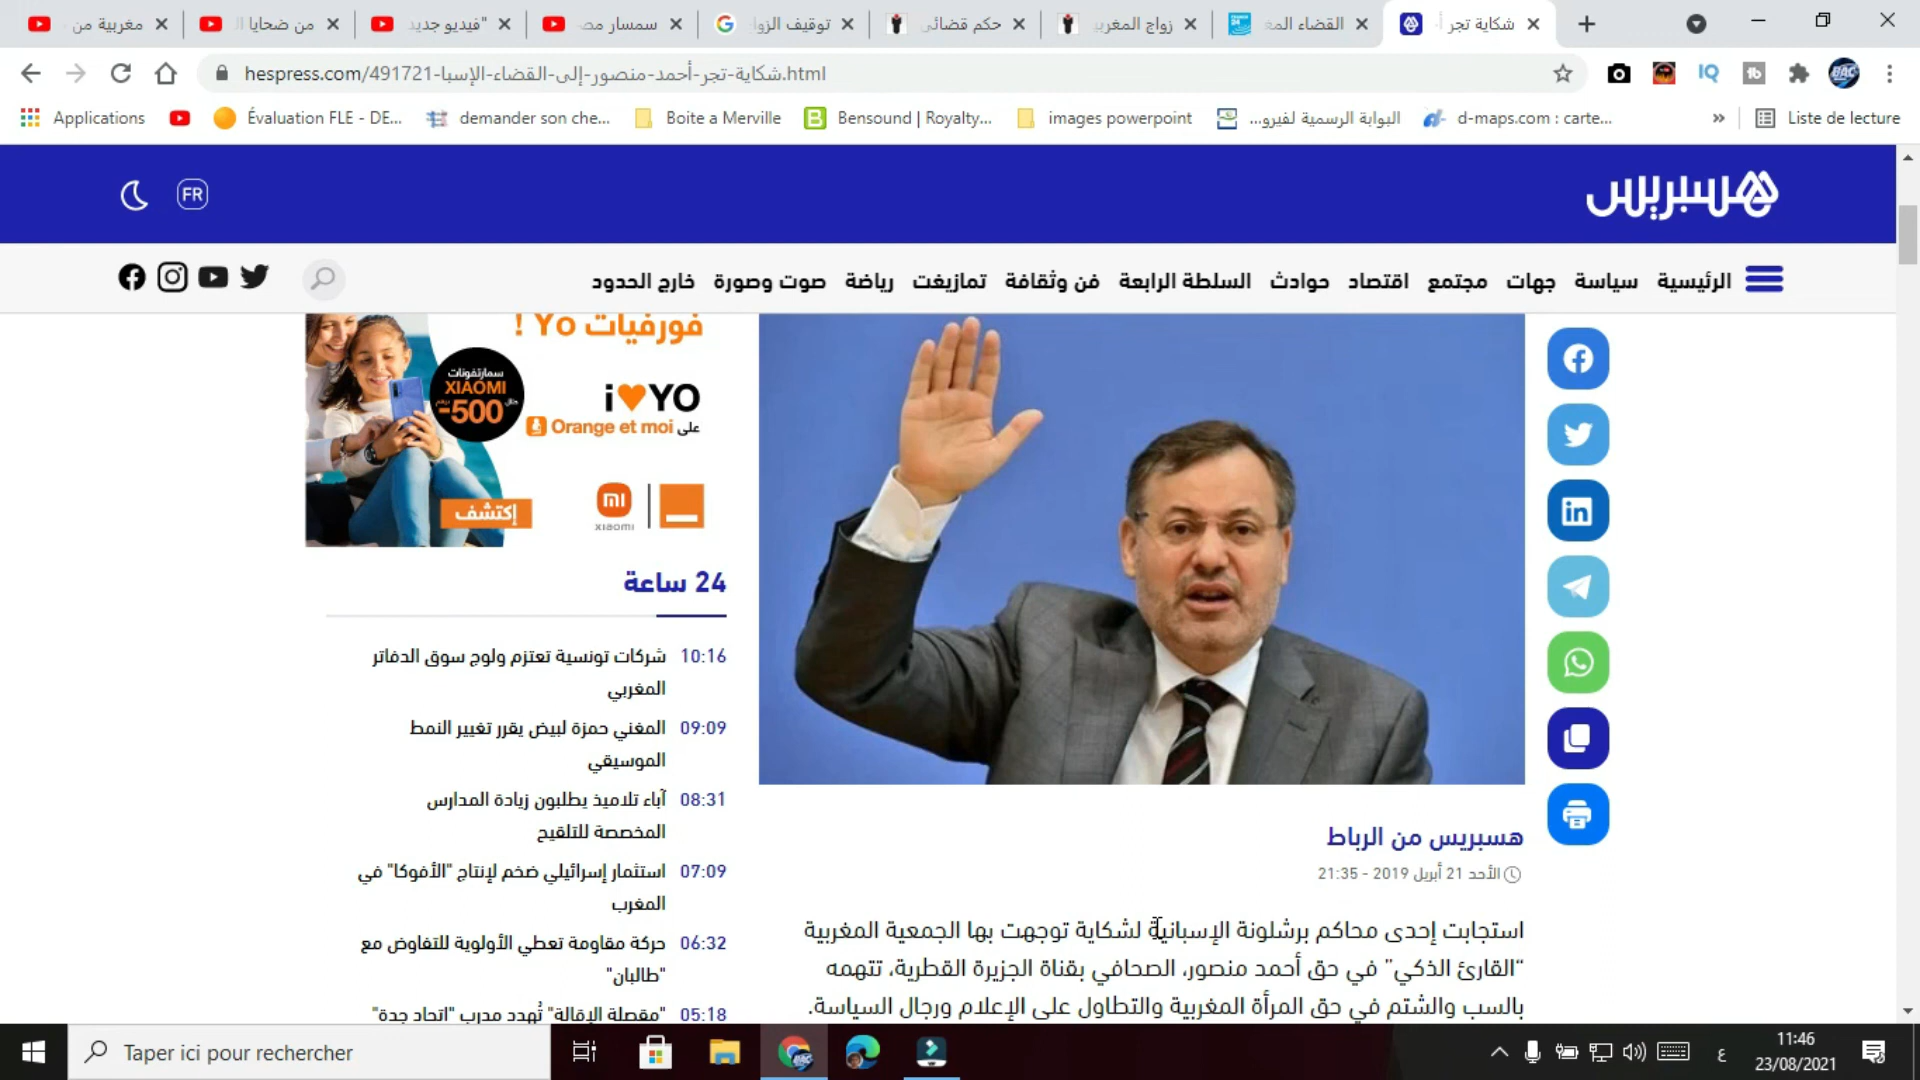 مغربية من
من ضحايا ال
"فيديو جديد
سمسار مص
توقيف الزوا
حكم قضائي
زواج المغربي
القضاء المغ
شكاية تجر أ
hespress.com/491721-شكاية-تجر-أحمد-منصور-إلى-القضاء-الإسبا.html
IQ
Applications
Évaluation FLE - DE...
demander son che...
Boite a Merville
Bensound | Royalty...
images powerpoint
البوابة الرسمية لفيرو...
d-maps.com : carte...
»
Liste de lecture
FR
هسبريس
الرئيسية سياسة جهات مجتمع اقتصاد حوادث السلطة الرابعة فن وثقافة تمازيغت رياضة صوت وصورة خارج الحدود
فورفيات Yo !
سمارتفونات
XIAOMI
-500
i YO
على Orange et moi
إكتشف
mi
xiaomi
24 ساعة
10:16 شركات تونسية تعتزم ولوج سوق الدفاتر
المغربي
09:09 المغني حمزة لبيض يقرر تغيير النمط
الموسيقي
08:31 آباء تلاميذ يطلبون زيادة المدارس
المخصصة للتلقيح
07:09 استثمار إسرائيلي ضخم لإنتاج "الأفوكا" في
المغرب
06:32 حركة مقاومة تعطي الأولوية للتفاوض مع
"طالبان"
05:18 "مقصلة الإقالة" تُهدد مدرب "اتحاد جدة"
هسبريس من الرباط
الأحد 21 أبريل 2019 - 21:35
استجابت إحدى محاكم برشلونة الإسبانية لشكاية توجهت بها الجمعية المغربية
"القارئ الذكي" في حق أحمد منصور، الصحافي بقناة الجزيرة القطرية، تتهمه
بالسب والشتم في حق المرأة المغربية والتطاول على الإعلام ورجال السياسة.
Taper ici pour rechercher
ع
11:46
23/08/2021